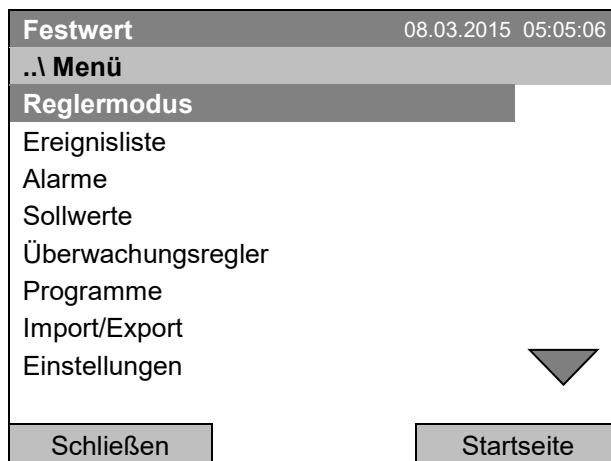 Festwert 08.03.2015 05:05:06
..\ Menü
Reglermodus
Ereignisliste
Alarme
Sollwerte
Überwachungsregler
Programme
Import/Export
Einstellungen
Schließen Startseite